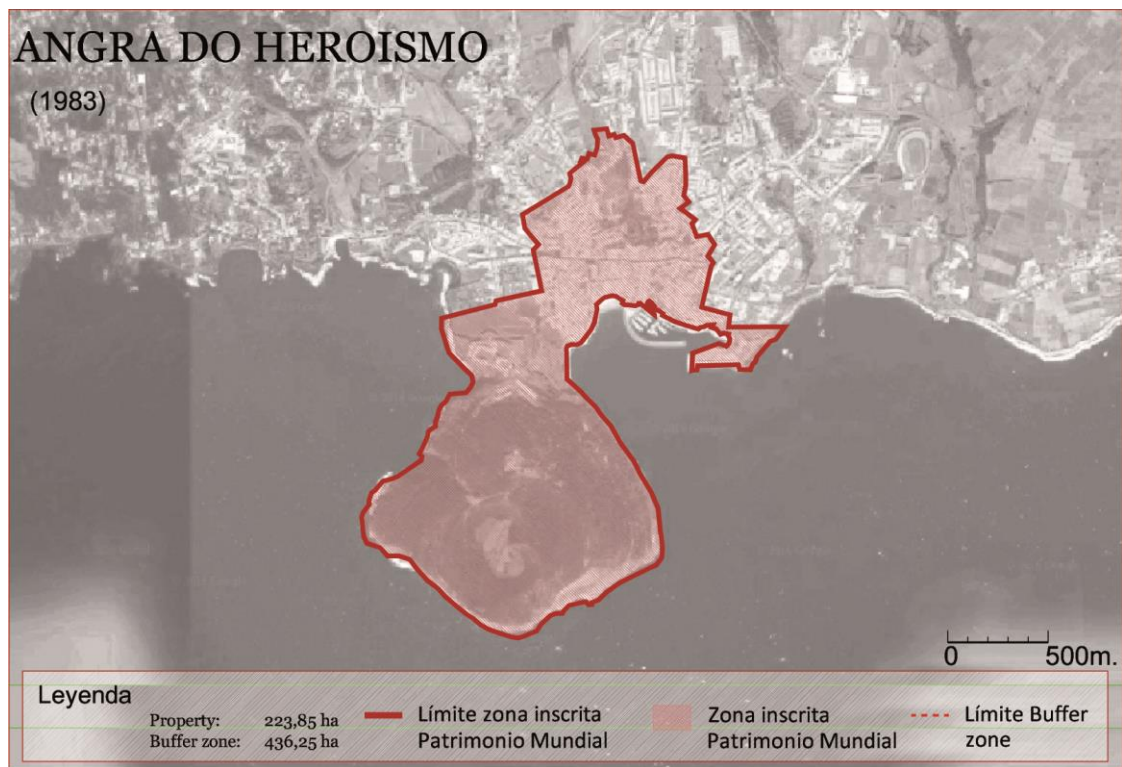 ANGRA DO HEROISMO
(1983)
0 500m.
Leyenda
Property: 223,85 ha
Buffer zone: 436,25 ha
Límite zona inscrita
Patrimonio Mundial
Zona inscrita
Patrimonio Mundial
Límite Buffer
zone